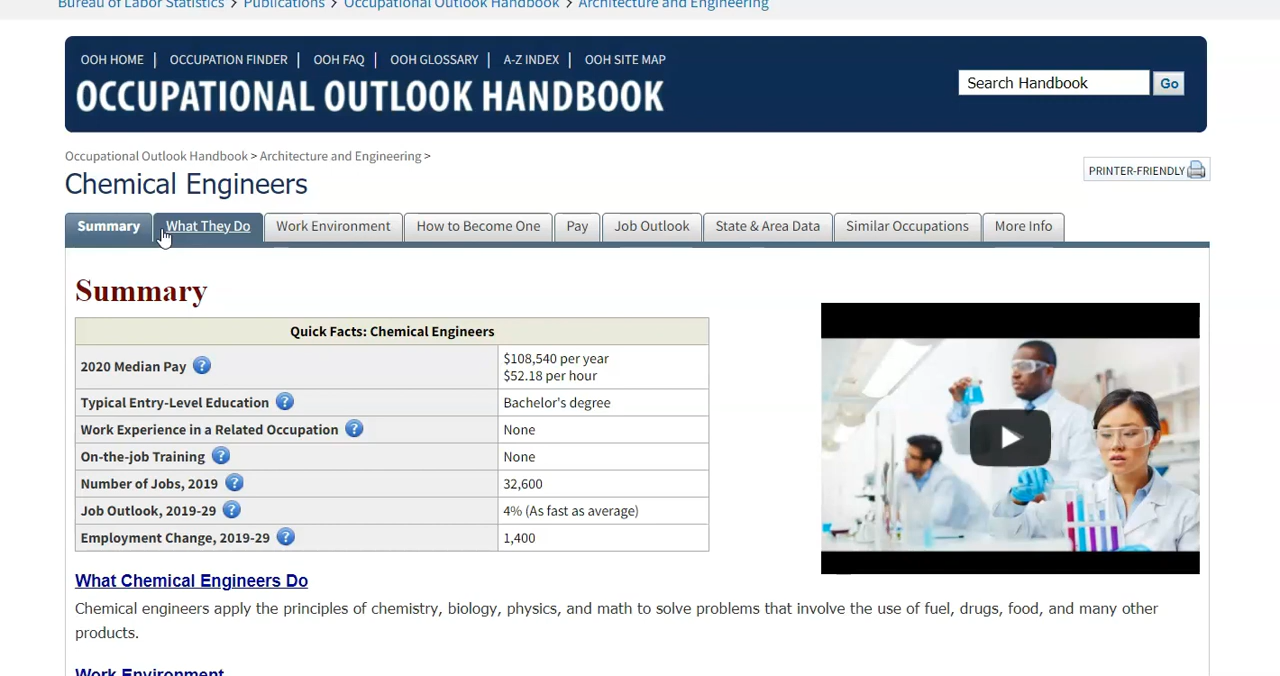 Bureau of Labor Statistics > Publications > Occupational Outlook Handbook > Architecture and Engineering
OOH HOME | OCCUPATION FINDER | OOH FAQ | OOH GLOSSARY | A-Z INDEX | OOH SITE MAP
OCCUPATIONAL OUTLOOK HANDBOOK
Search Handbook Go
Occupational Outlook Handbook > Architecture and Engineering >
PRINTER-FRIENDLY
Chemical Engineers
Summary What They Do Work Environment How to Become One Pay Job Outlook State & Area Data Similar Occupations More Info
Summary
Quick Facts: Chemical Engineers
2020 Median Pay ? $108,540 per year
$52.18 per hour
Typical Entry-Level Education ? Bachelor's degree
Work Experience in a Related Occupation ? None
On-the-job Training ? None
Number of Jobs, 2019 ? 32,600
Job Outlook, 2019-29 ? 4% (As fast as average)
Employment Change, 2019-29 ? 1,400
What Chemical Engineers Do
Chemical engineers apply the principles of chemistry, biology, physics, and math to solve problems that involve the use of fuel, drugs, food, and many other
products.
Work Environment